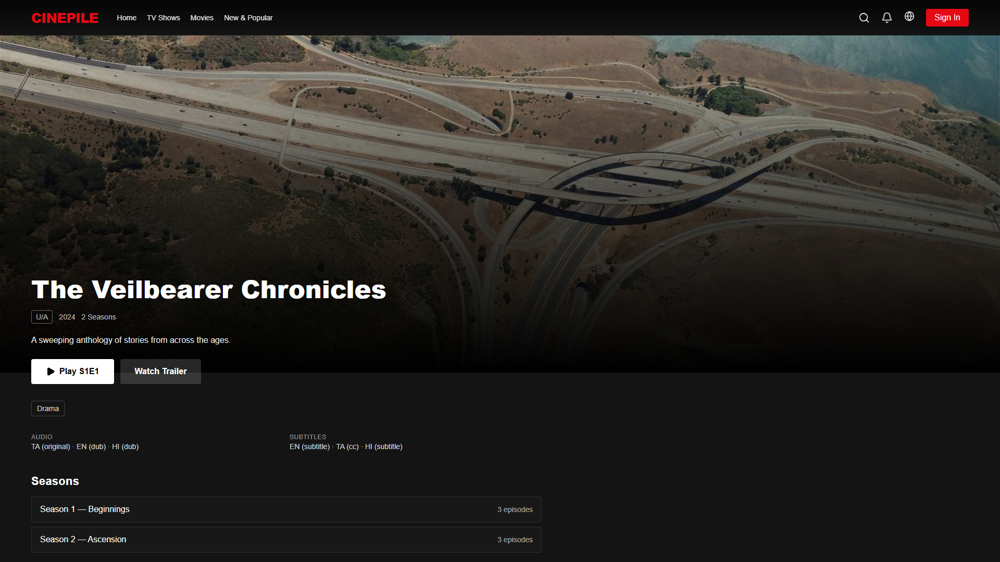 CINEPILE
Home
TV Shows
Movies
New & Popular
Sign In
The Veilbearer Chronicles
U/A
2024
2 Seasons
A sweeping anthology of stories from across the ages.
Play S1E1
Watch Trailer
Drama
AUDIO
TA (original) · EN (dub) · HI (dub)
SUBTITLES
EN (subtitle) · TA (cc) · HI (subtitle)
Seasons
Season 1 — Beginnings
3 episodes
Season 2 — Ascension
3 episodes